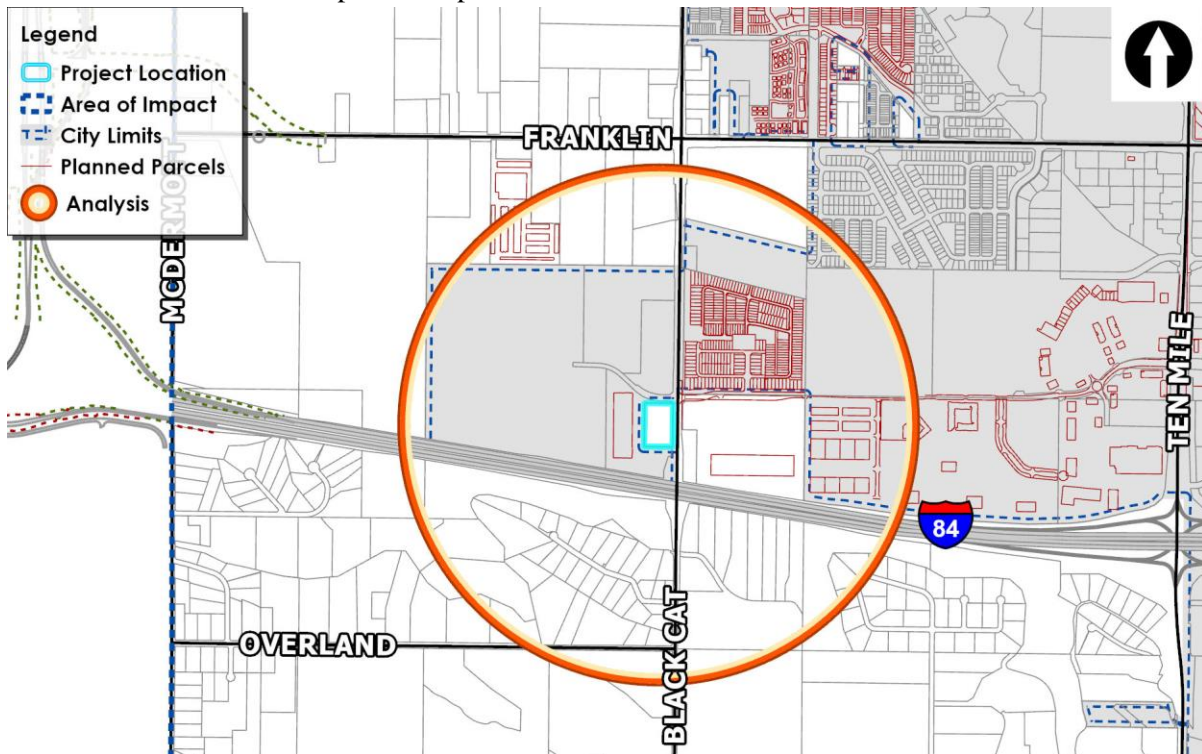 Legend
Project Location
Area of Impact
City Limits
Planned Parcels
Analysis
FRANKLIN
MCDERMOTT
TEN MILE
84
OVERLAND
BLACK CAT